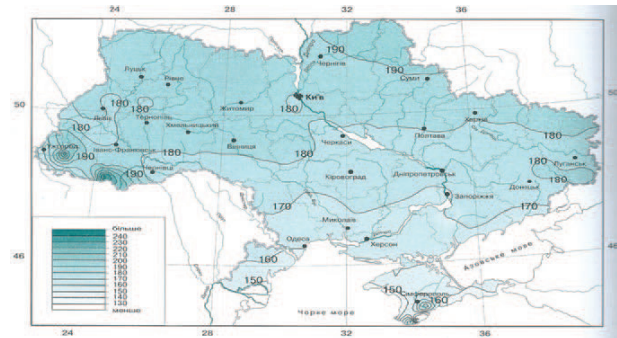 24 28 32 36
190
Чернігів
190
Суми
Луцьк
Рівне
50
180
180
Львів
Тернопіль
Житомир
180
Київ
50
Харків
180
180
Хмельницький
Полтава
180
Ужгород
Івано-Франківськ
Вінниця
Черкаси
180
190
180
Луганськ
190
Чернівці
Кіровоград
Дніпропетровськ
Донецьк
180
170
Запоріжжя
170
Миколаїв
Одеса
Херсон
46
160
Азовське море
46
150
150
Сімферополь
160
Чорне море
більше
240
230
220
210
200
190
180
170
160
150
140
130
менше
24 28 32 36